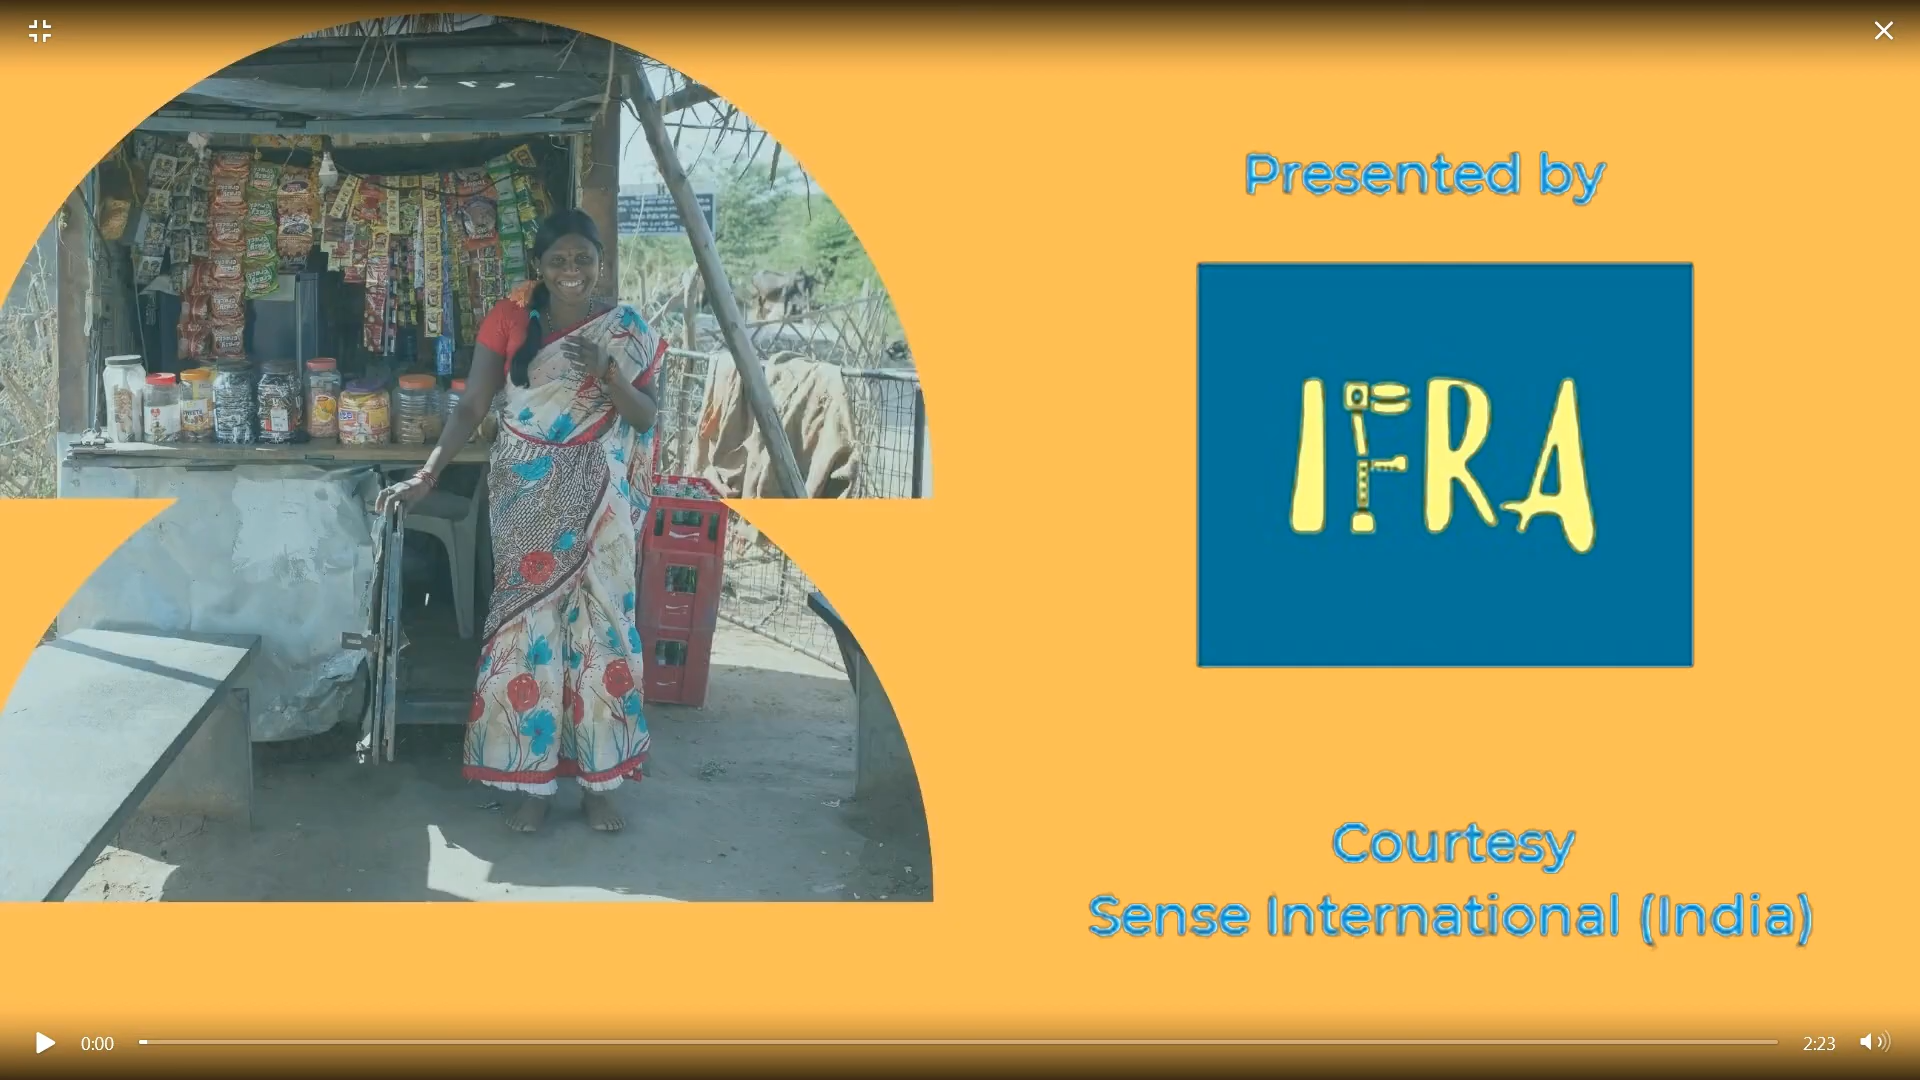 Presented by
IFRA
Courtesy
Sense International (India)
0:00
2:23